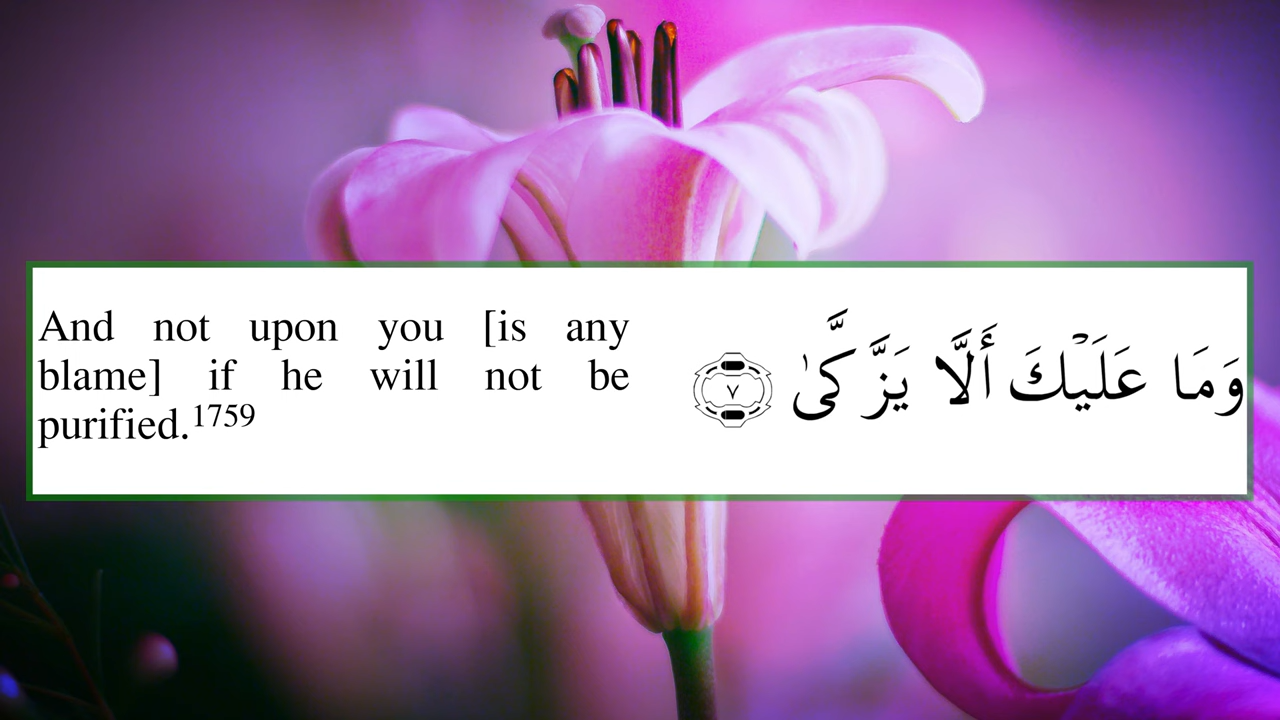 And not upon you [is any
blame] if he will not be
purified.1759
وَمَا عَلَيْكَ أَلَّا يَزَّكَّىٰ ٧